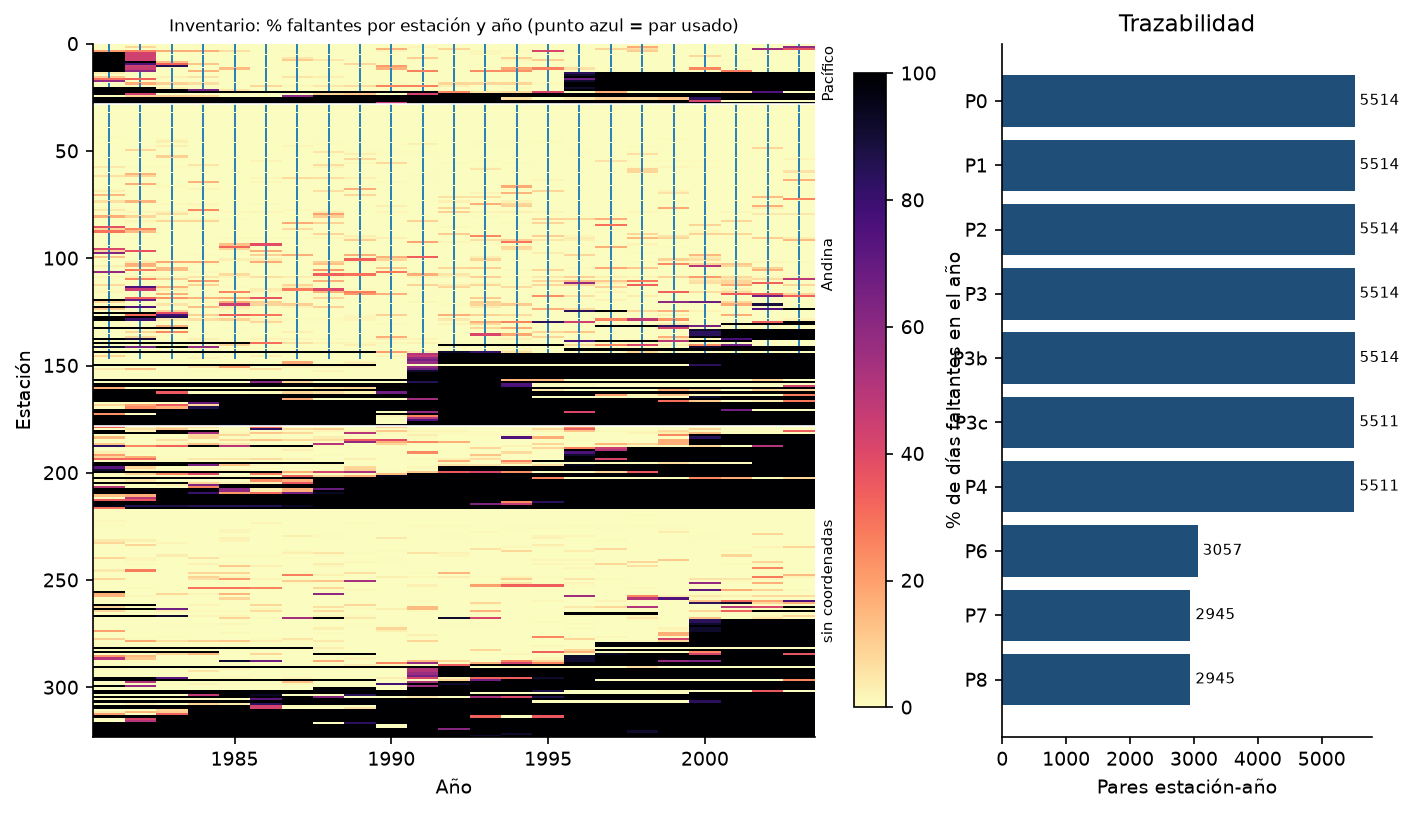 Inventario: % faltantes por estación y año (punto azul = par usado)
0
50
100
150
200
250
300
Estación
1985
1990
1995
2000
Año
Pacífico
Andina
sin coordenadas
100
80
60
40
20
0
% de días faltantes en el año
Trazabilidad
P0
5514
P1
5514
P2
5514
P3
5514
P3b
5514
P3c
5511
P4
5511
P6
3057
P7
2945
P8
2945
0
1000
2000
3000
4000
5000
Pares estación-año